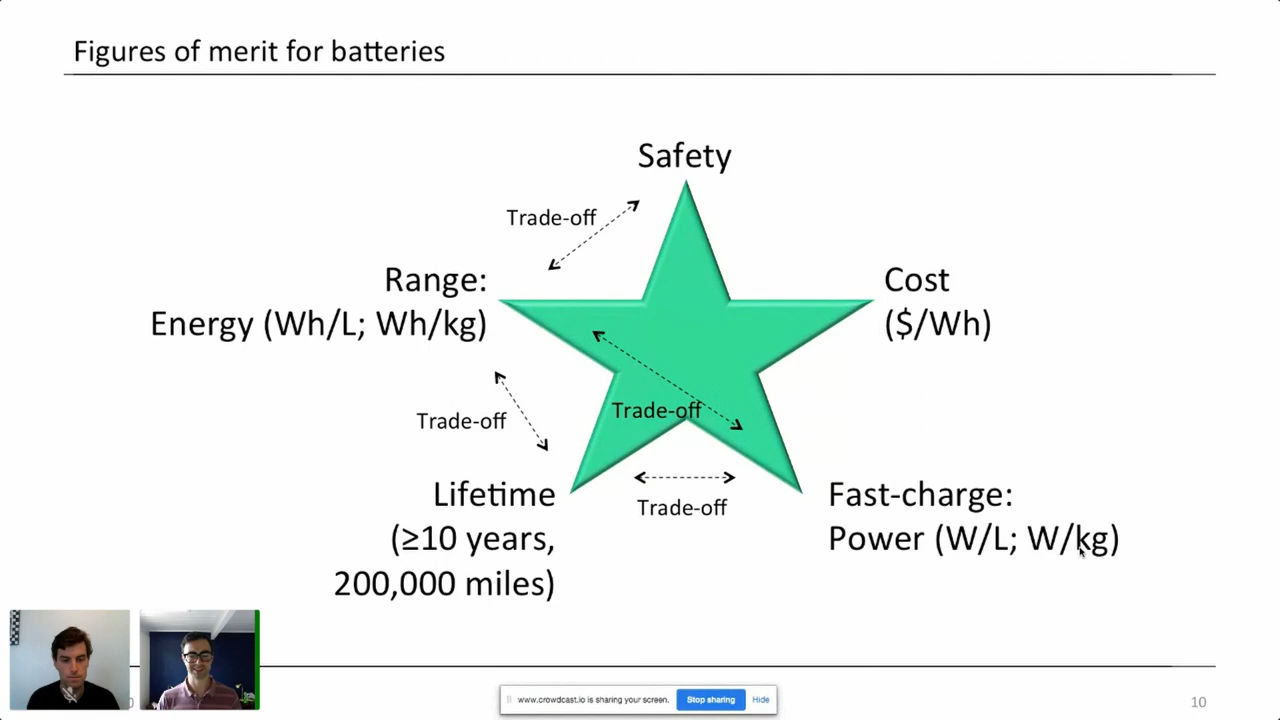 Figures of merit for batteries
Safety
Trade-off
Range:
Energy (Wh/L; Wh/kg)
Cost
($/Wh)
Trade-off
Trade-off
Lifetime
(≥10 years,
200,000 miles)
Trade-off
Fast-charge:
Power (W/L; W/kg)
www.crowdcast.io is sharing your screen.
Stop sharing
Hide
10